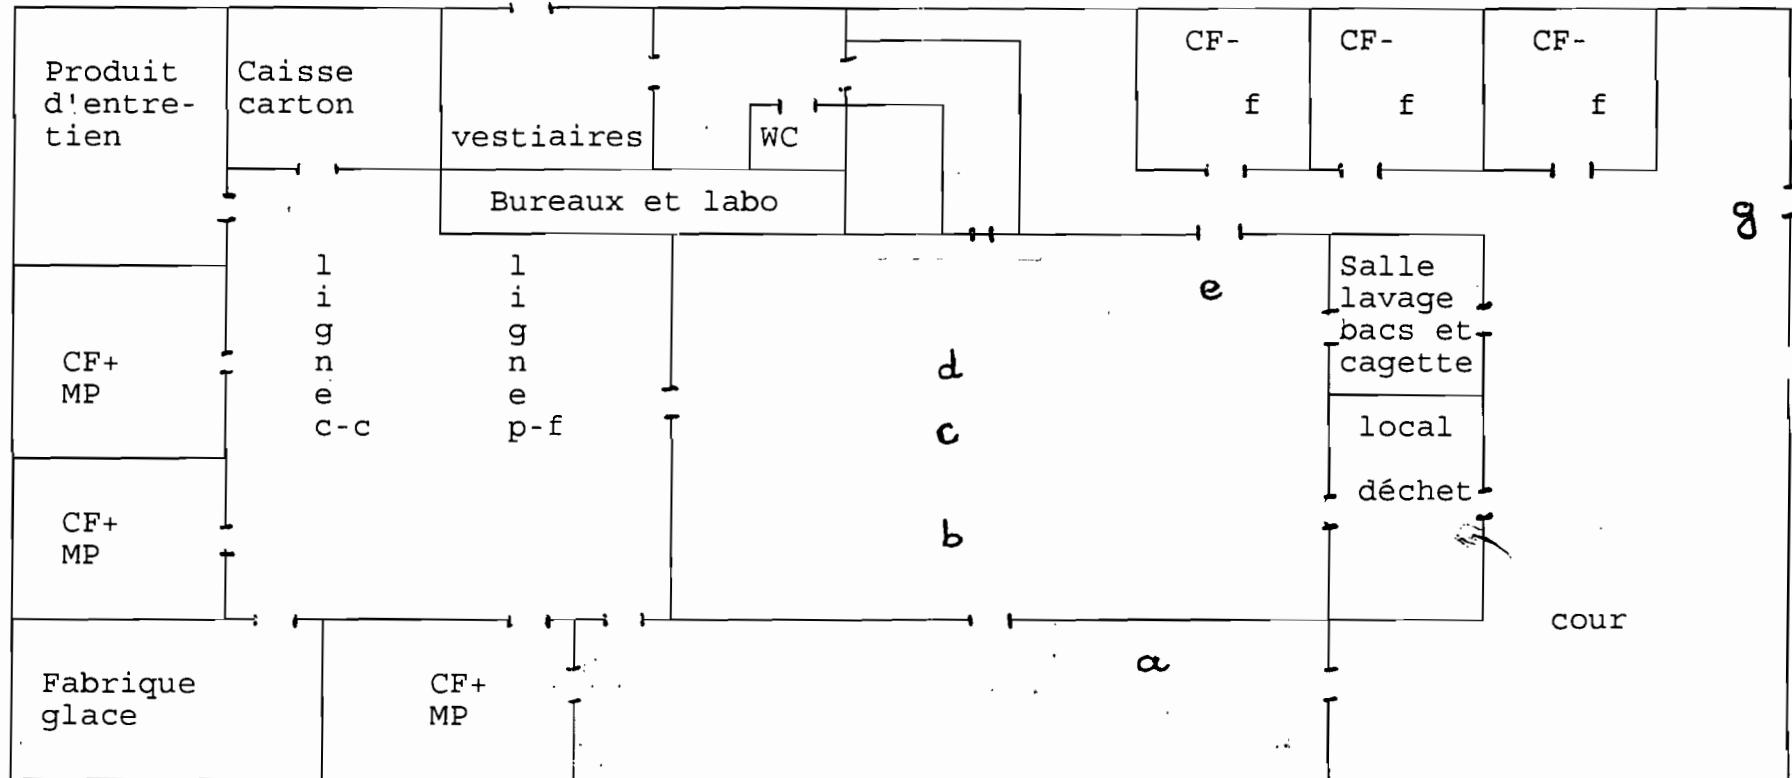 Produit
d'entre-
tien
Caisse
carton
vestiaires
WC
CF-
f
CF-
f
CF-
f
Bureaux et labo
g
l
i
g
n
e
c-c
l
i
g
n
e
p-f
e
Salle
lavage
bacs et
cagette
CF+
MP
d
c
local
déchet
CF+
MP
b
cour
a
Fabrique
glace
CF+
MP